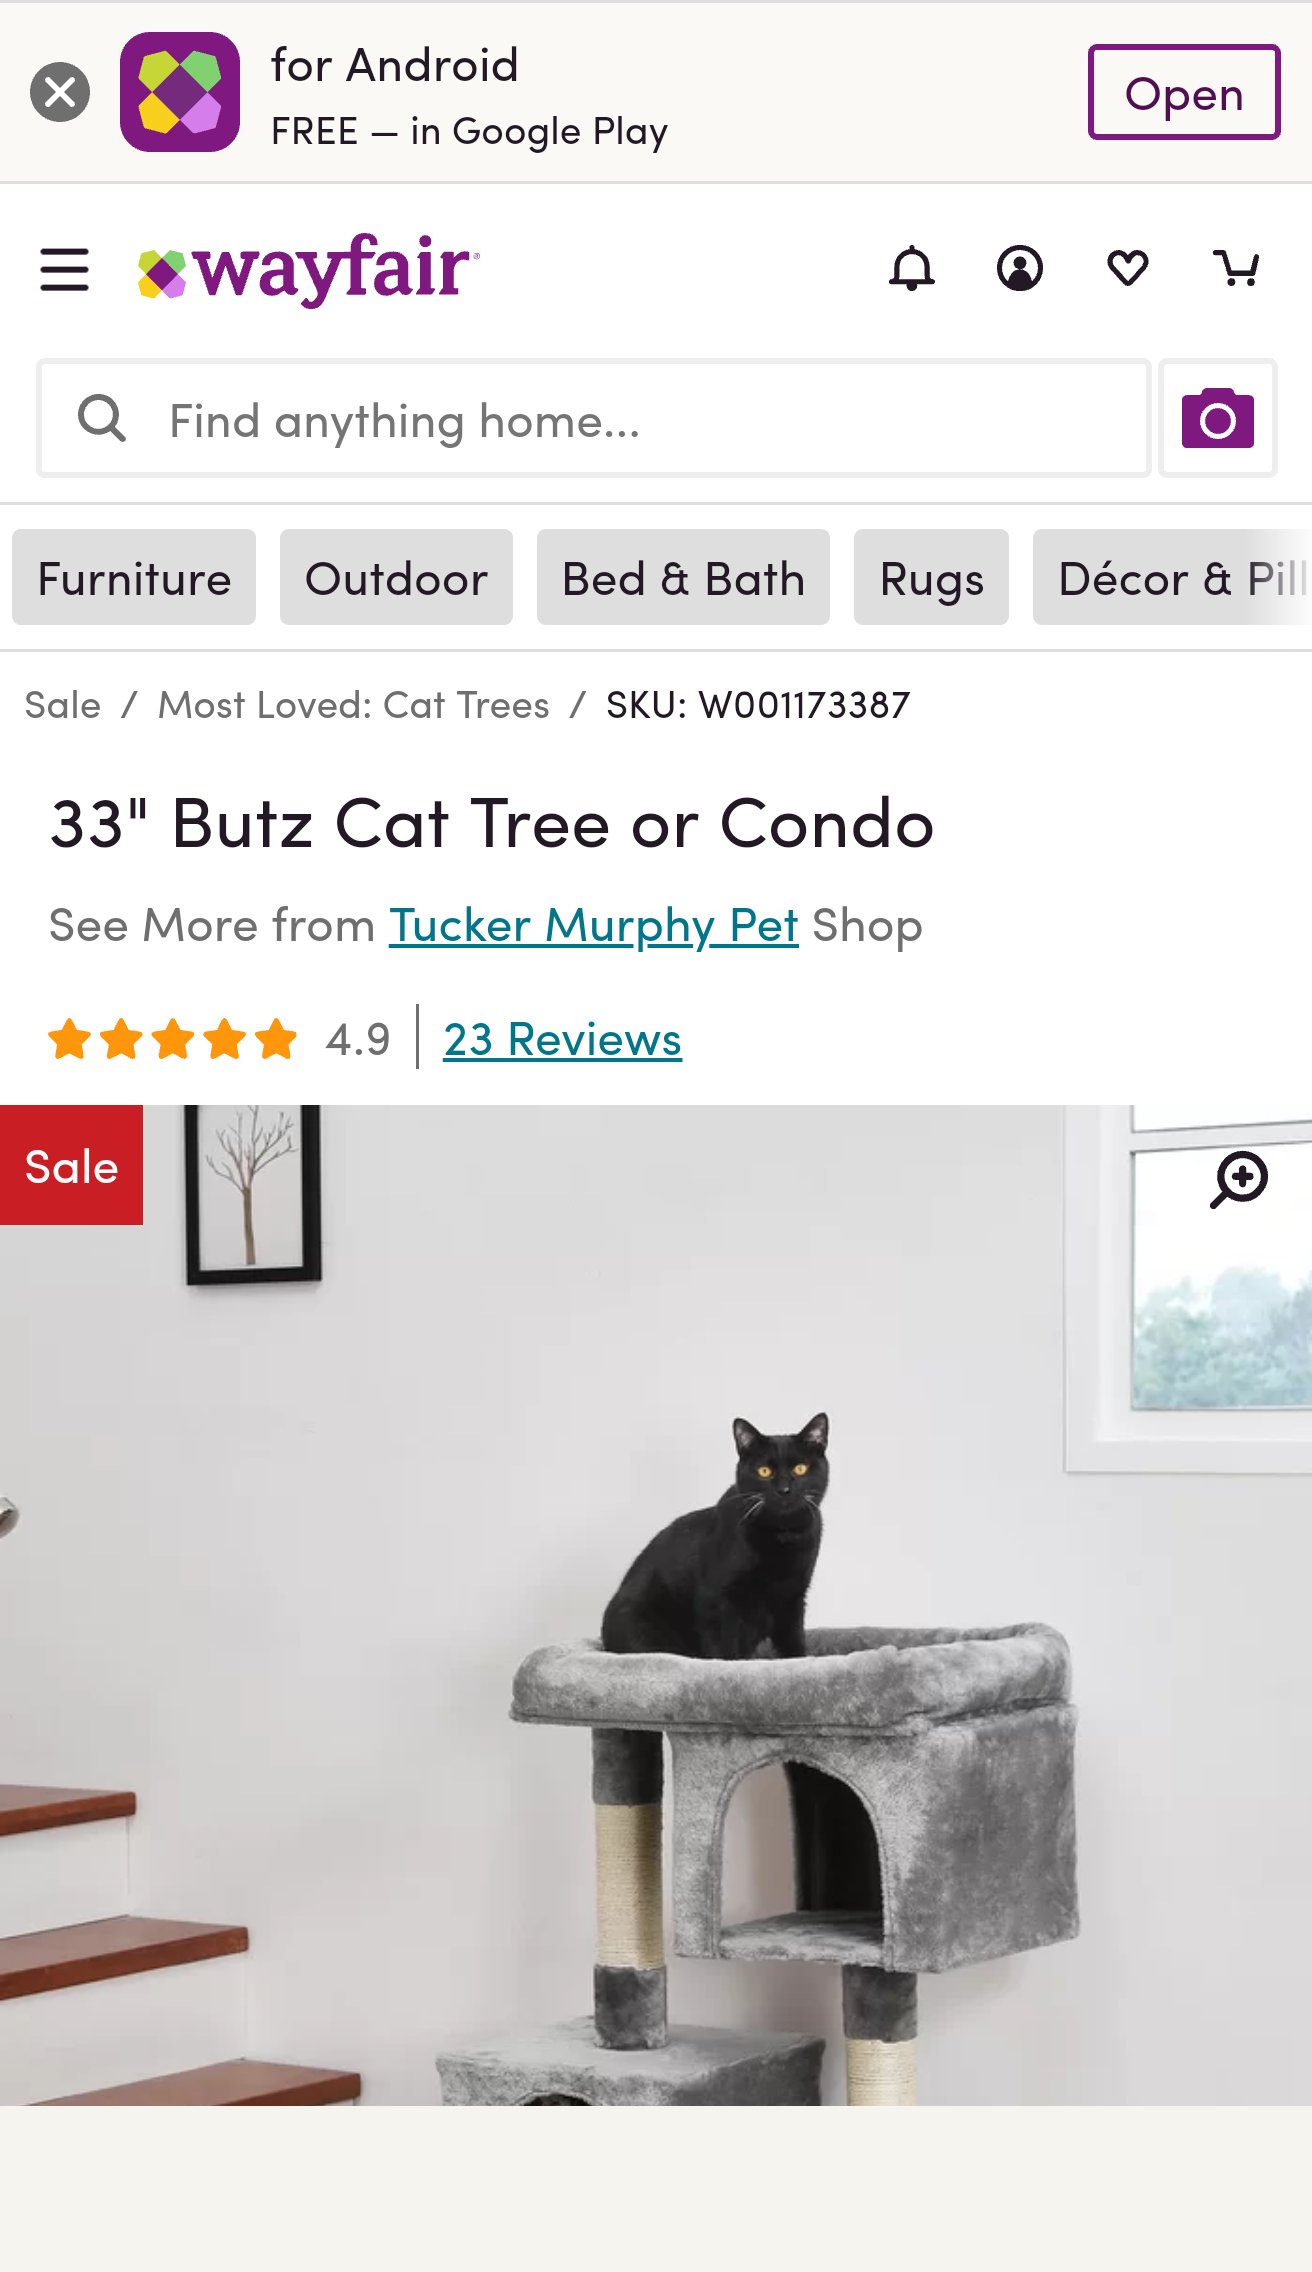 for Android
FREE — in Google Play
Open
wayfair
Find anything home...
Furniture
Outdoor
Bed & Bath
Rugs
Décor & Pill
Sale / Most Loved: Cat Trees / SKU: W001173387
33" Butz Cat Tree or Condo
See More from Tucker Murphy Pet Shop
4.9
23 Reviews
Sale